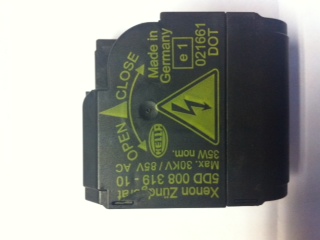 OPEN
CLOSE
Made in
Germany
e 1
021661
DOT
HELLA
Xenon Zünd
5DD 008 319 - 10
Max. 30KV / 85V AC
35W nom.